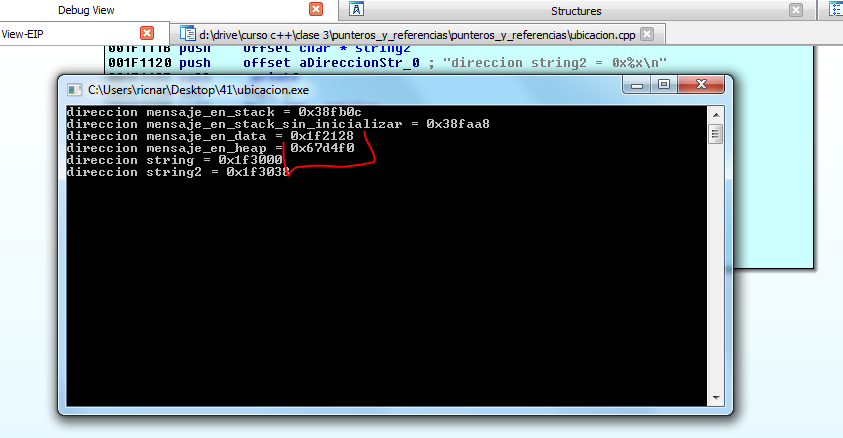 Debug View
Structures
View-EIP
d:\drive\curso c++\clase 3\punteros_y_referencias\punteros_y_referencias\ubicacion.cpp
001F111B push offset char * string2
001F1120 push offset aDireccionStr_0 ; "direccion string2 = 0x%x\n"
C:\Users\ricnar\Desktop\41\ubicacion.exe
direccion mensaje_en_stack = 0x38fb0c
direccion mensaje_en_stack_sin_inicializar = 0x38faa8
direccion mensaje_en_data = 0x1f2128
direccion mensaje_en_heap = 0x67d4f0
direccion string = 0x1f3000
direccion string2 = 0x1f3038